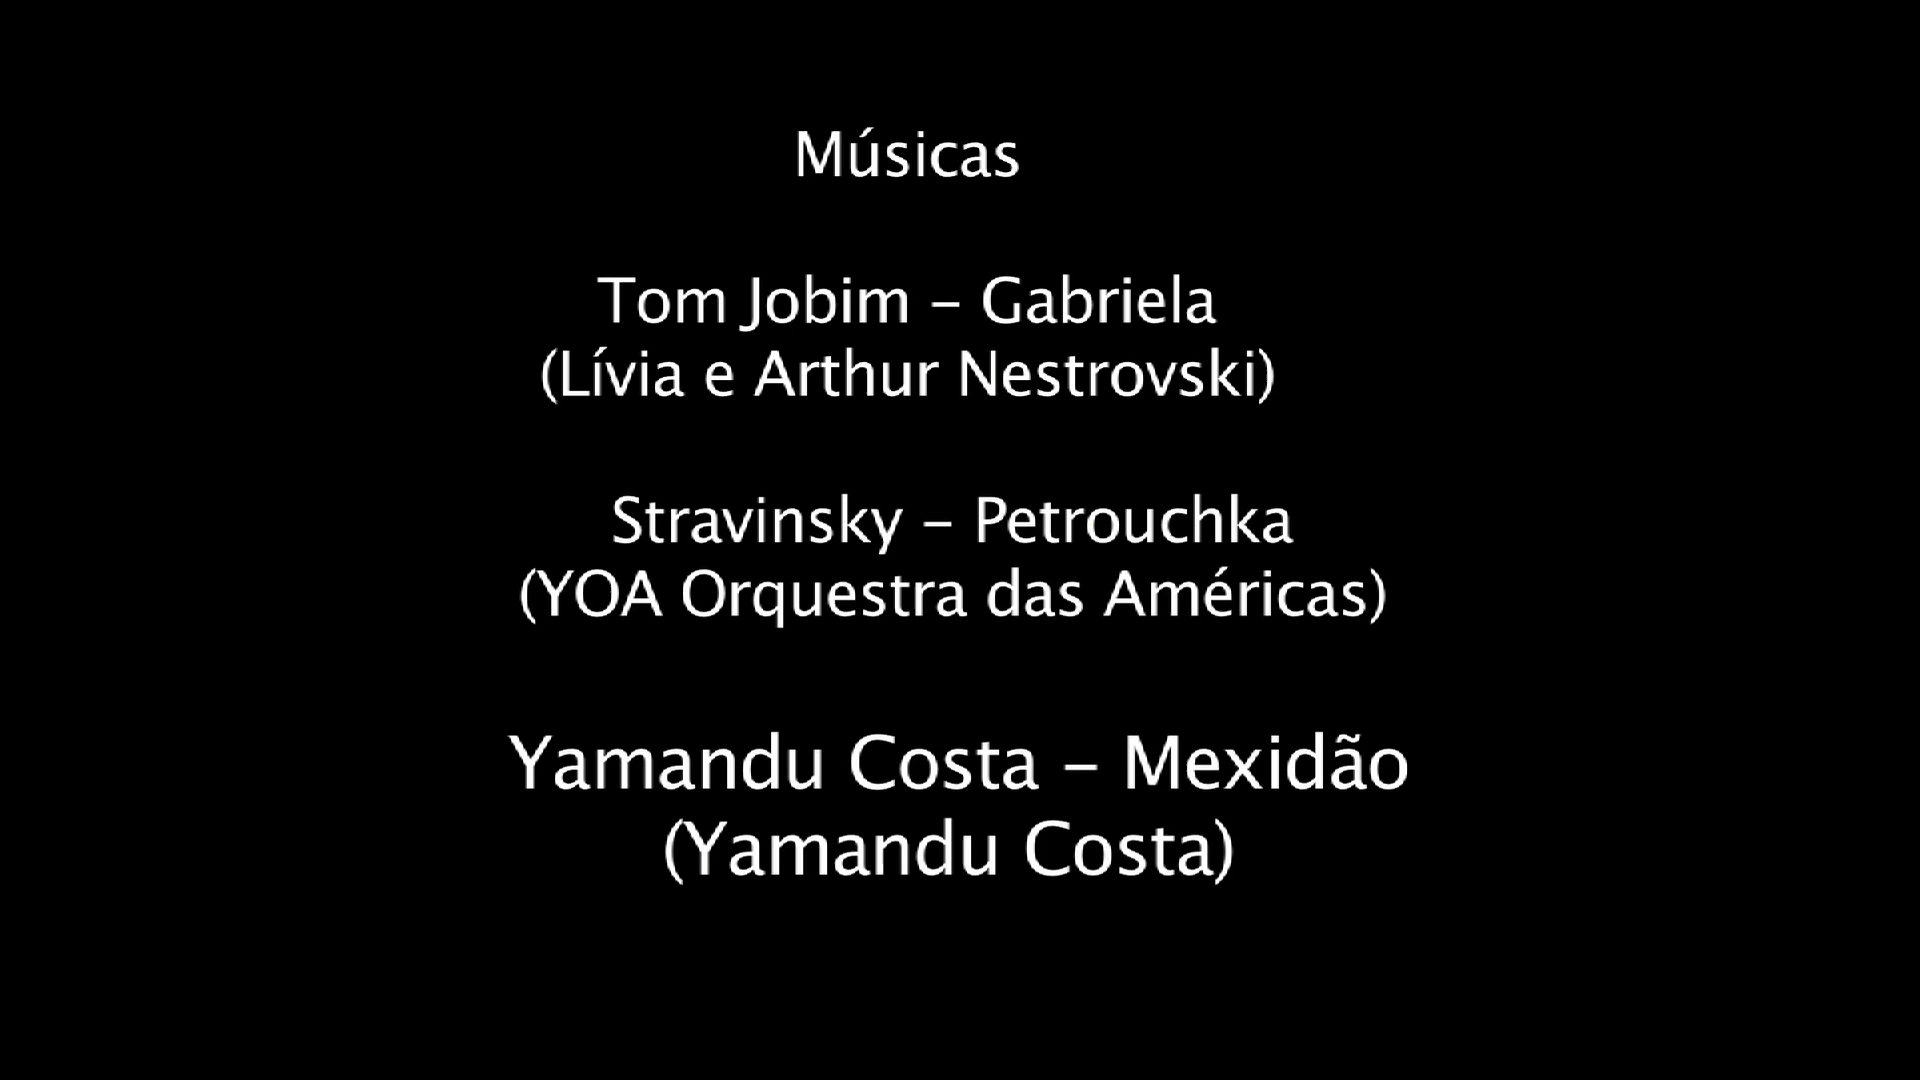 Músicas
Tom Jobim - Gabriela
(Lívia e Arthur Nestrovski)
Stravinsky - Petrouchka
(YOA Orquestra das Américas)
Yamandu Costa - Mexidão
(Yamandu Costa)